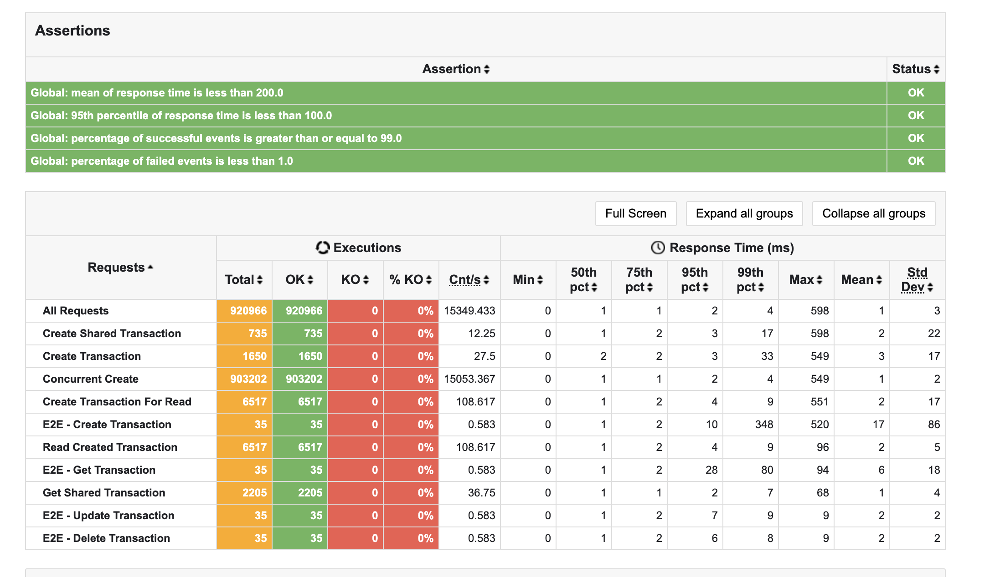 Assertions
Assertion Status
Global: mean of response time is less than 200.0 OK
Global: 95th percentile of response time is less than 100.0 OK
Global: percentage of successful events is greater than or equal to 99.0 OK
Global: percentage of failed events is less than 1.0 OK
Full Screen Expand all groups Collapse all groups
Requests Executions Response Time (ms)
Total OK KO % KO Cnt/s Min 50th pct 75th pct 95th pct 99th pct Max Mean Std Dev
All Requests 920966 920966 0 0% 15349.433 0 1 1 2 4 598 1 3
Create Shared Transaction 735 735 0 0% 12.25 0 1 2 3 17 598 2 22
Create Transaction 1650 1650 0 0% 27.5 0 2 2 3 33 549 3 17
Concurrent Create 903202 903202 0 0% 15053.367 0 1 1 2 4 549 1 2
Create Transaction For Read 6517 6517 0 0% 108.617 0 1 2 4 9 551 2 17
E2E - Create Transaction 35 35 0 0% 0.583 0 1 2 10 348 520 17 86
Read Created Transaction 6517 6517 0 0% 108.617 0 1 2 4 9 96 2 5
E2E - Get Transaction 35 35 0 0% 0.583 0 1 2 28 80 94 6 18
Get Shared Transaction 2205 2205 0 0% 36.75 0 1 1 2 7 68 1 4
E2E - Update Transaction 35 35 0 0% 0.583 0 1 2 7 9 9 2 2
E2E - Delete Transaction 35 35 0 0% 0.583 0 1 2 6 8 9 2 2